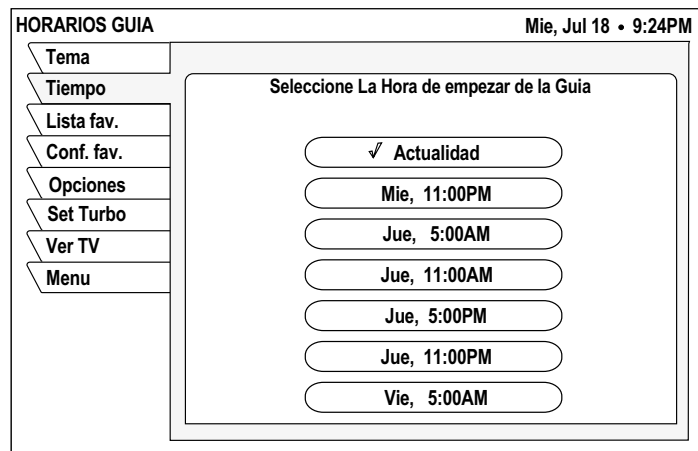 HORARIOS GUIA
Mie, Jul 18 • 9:24PM
Tema
Tiempo
Lista fav.
Conf. fav.
Opciones
Set Turbo
Ver TV
Menu
Seleccione La Hora de empezar de la Guia
√ Actualidad
Mie, 11:00PM
Jue, 5:00AM
Jue, 11:00AM
Jue, 5:00PM
Jue, 11:00PM
Vie, 5:00AM